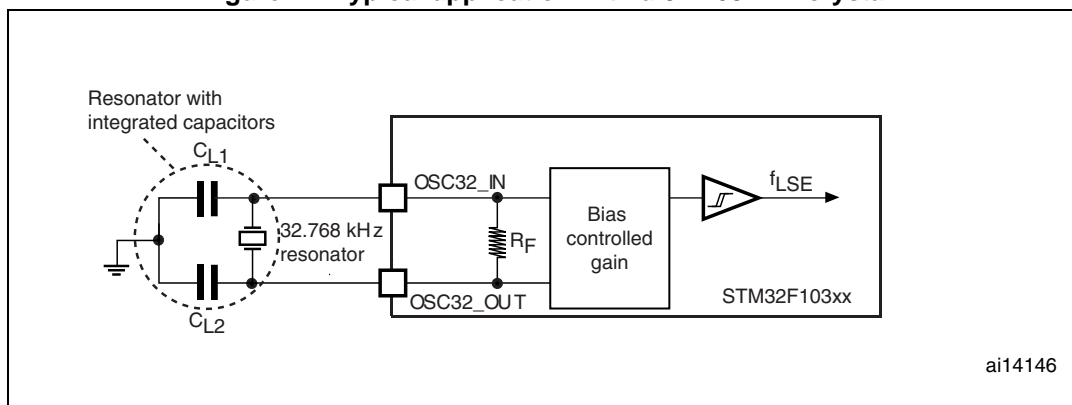 Resonator with
integrated capacitors
CL1
OSC32_IN
fLSE
32.768 kHz
resonator
RF
Bias
controlled
gain
OSC32_OUT
STM32F103xx
CL2
ai14146